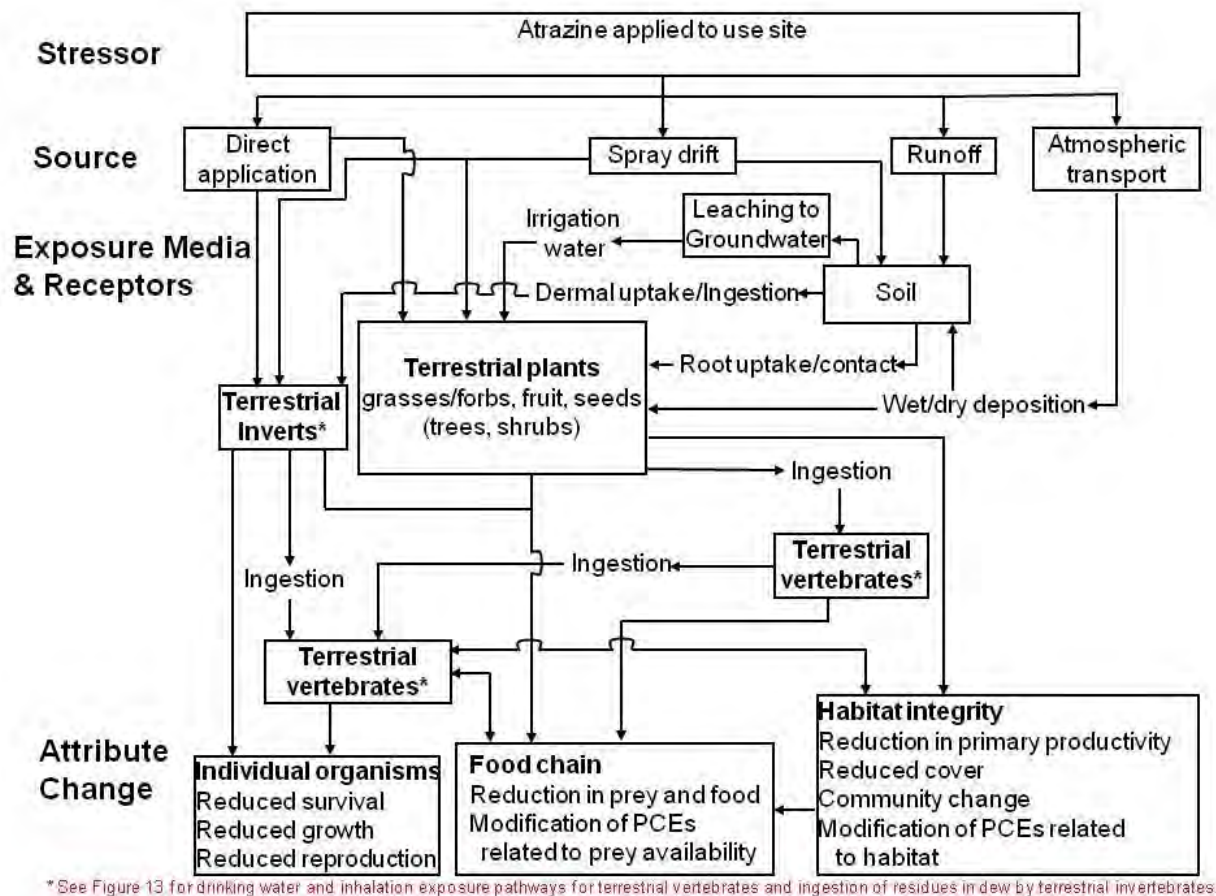 Atrazine applied to use site
Stressor
Source
Direct
application
Spray drift
Runoff
Atmospheric
transport
Exposure Media
& Receptors
Irrigation
water
Leaching to
Groundwater
Dermal uptake/Ingestion
Soil
Terrestrial plants
grasses/forbs, fruit, seeds
(trees, shrubs)
Root uptake/contact
Wet/dry deposition
Terrestrial
Inverts*
Ingestion
Terrestrial
vertebrates*
Ingestion
Ingestion
Terrestrial
vertebrates*
Attribute
Change
Individual organisms
Reduced survival
Reduced growth
Reduced reproduction
Food chain
Reduction in prey and food
Modification of PCEs
related to prey availability
Habitat integrity
Reduction in primary productivity
Reduced cover
Community change
Modification of PCEs related
to habitat
* See Figure 13 for drinking water and inhalation exposure pathways for terrestrial vertebrates and ingestion of residues in dew by terrestrial invertebrates